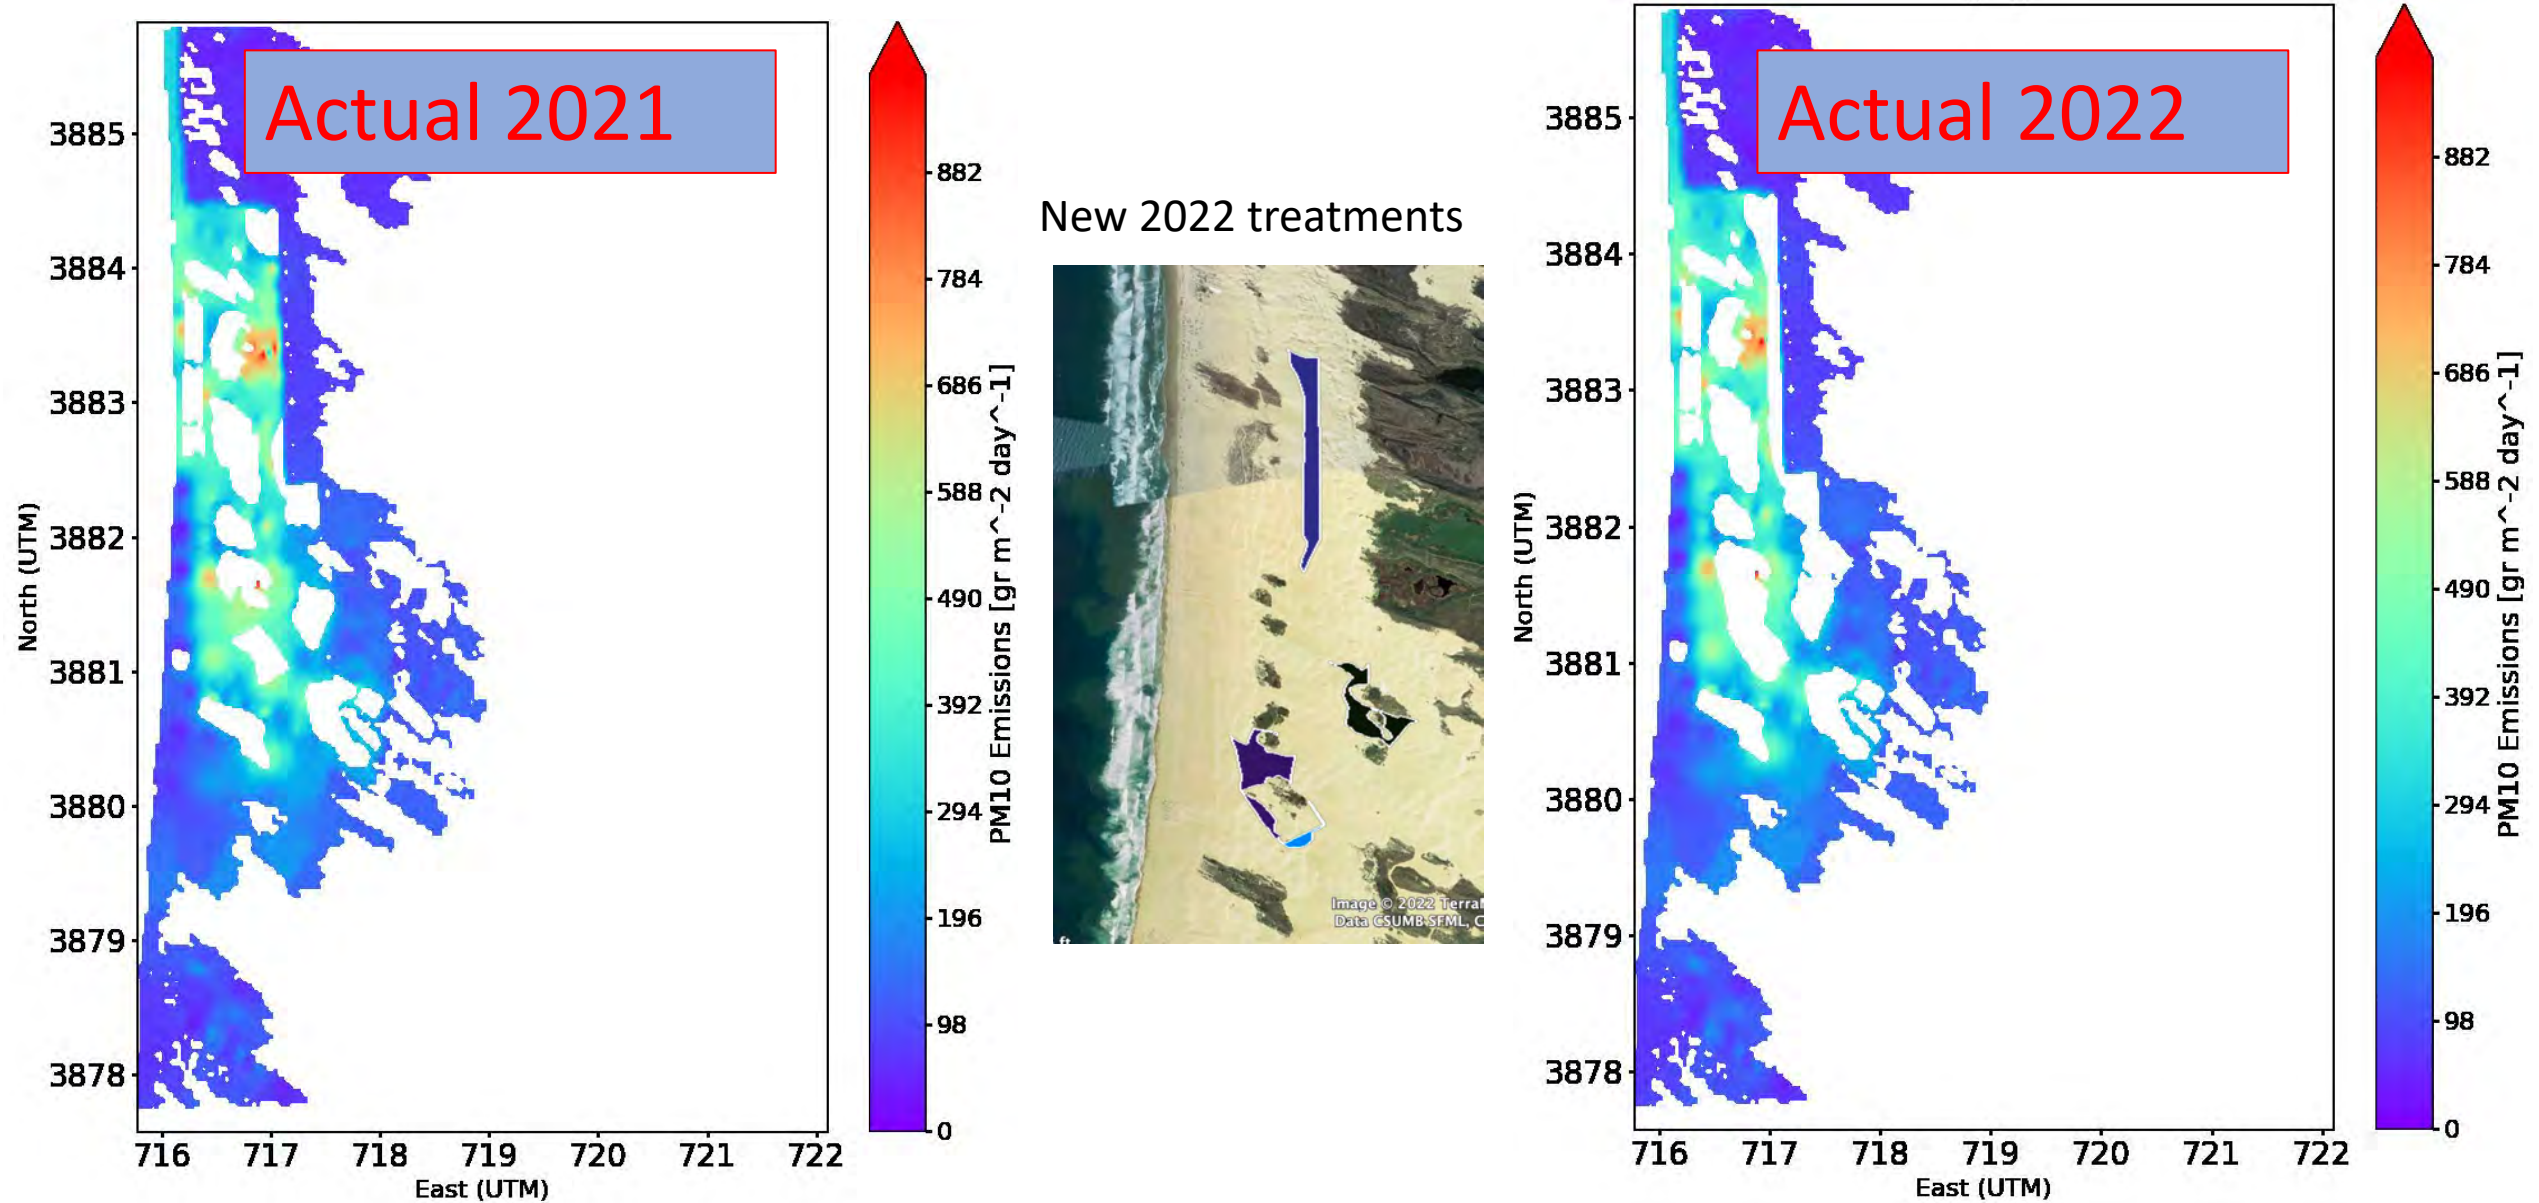 Actual 2021
3885
3884
3883
3882
3881
3880
3879
3878
North (UTM)
716 717 718 719 720 721 722
East (UTM)
882
784
686
588
490
392
294
196
98
0
PM10 Emissions [gr m^-2 day^-1]
New 2022 treatments
Image © 2022 Terra
Data CSUMB SFML, C
ft
Actual 2022
3885
3884
3883
3882
3881
3880
3879
3878
North (UTM)
716 717 718 719 720 721 722
East (UTM)
882
784
686
588
490
392
294
196
98
0
PM10 Emissions [gr m^-2 day^-1]